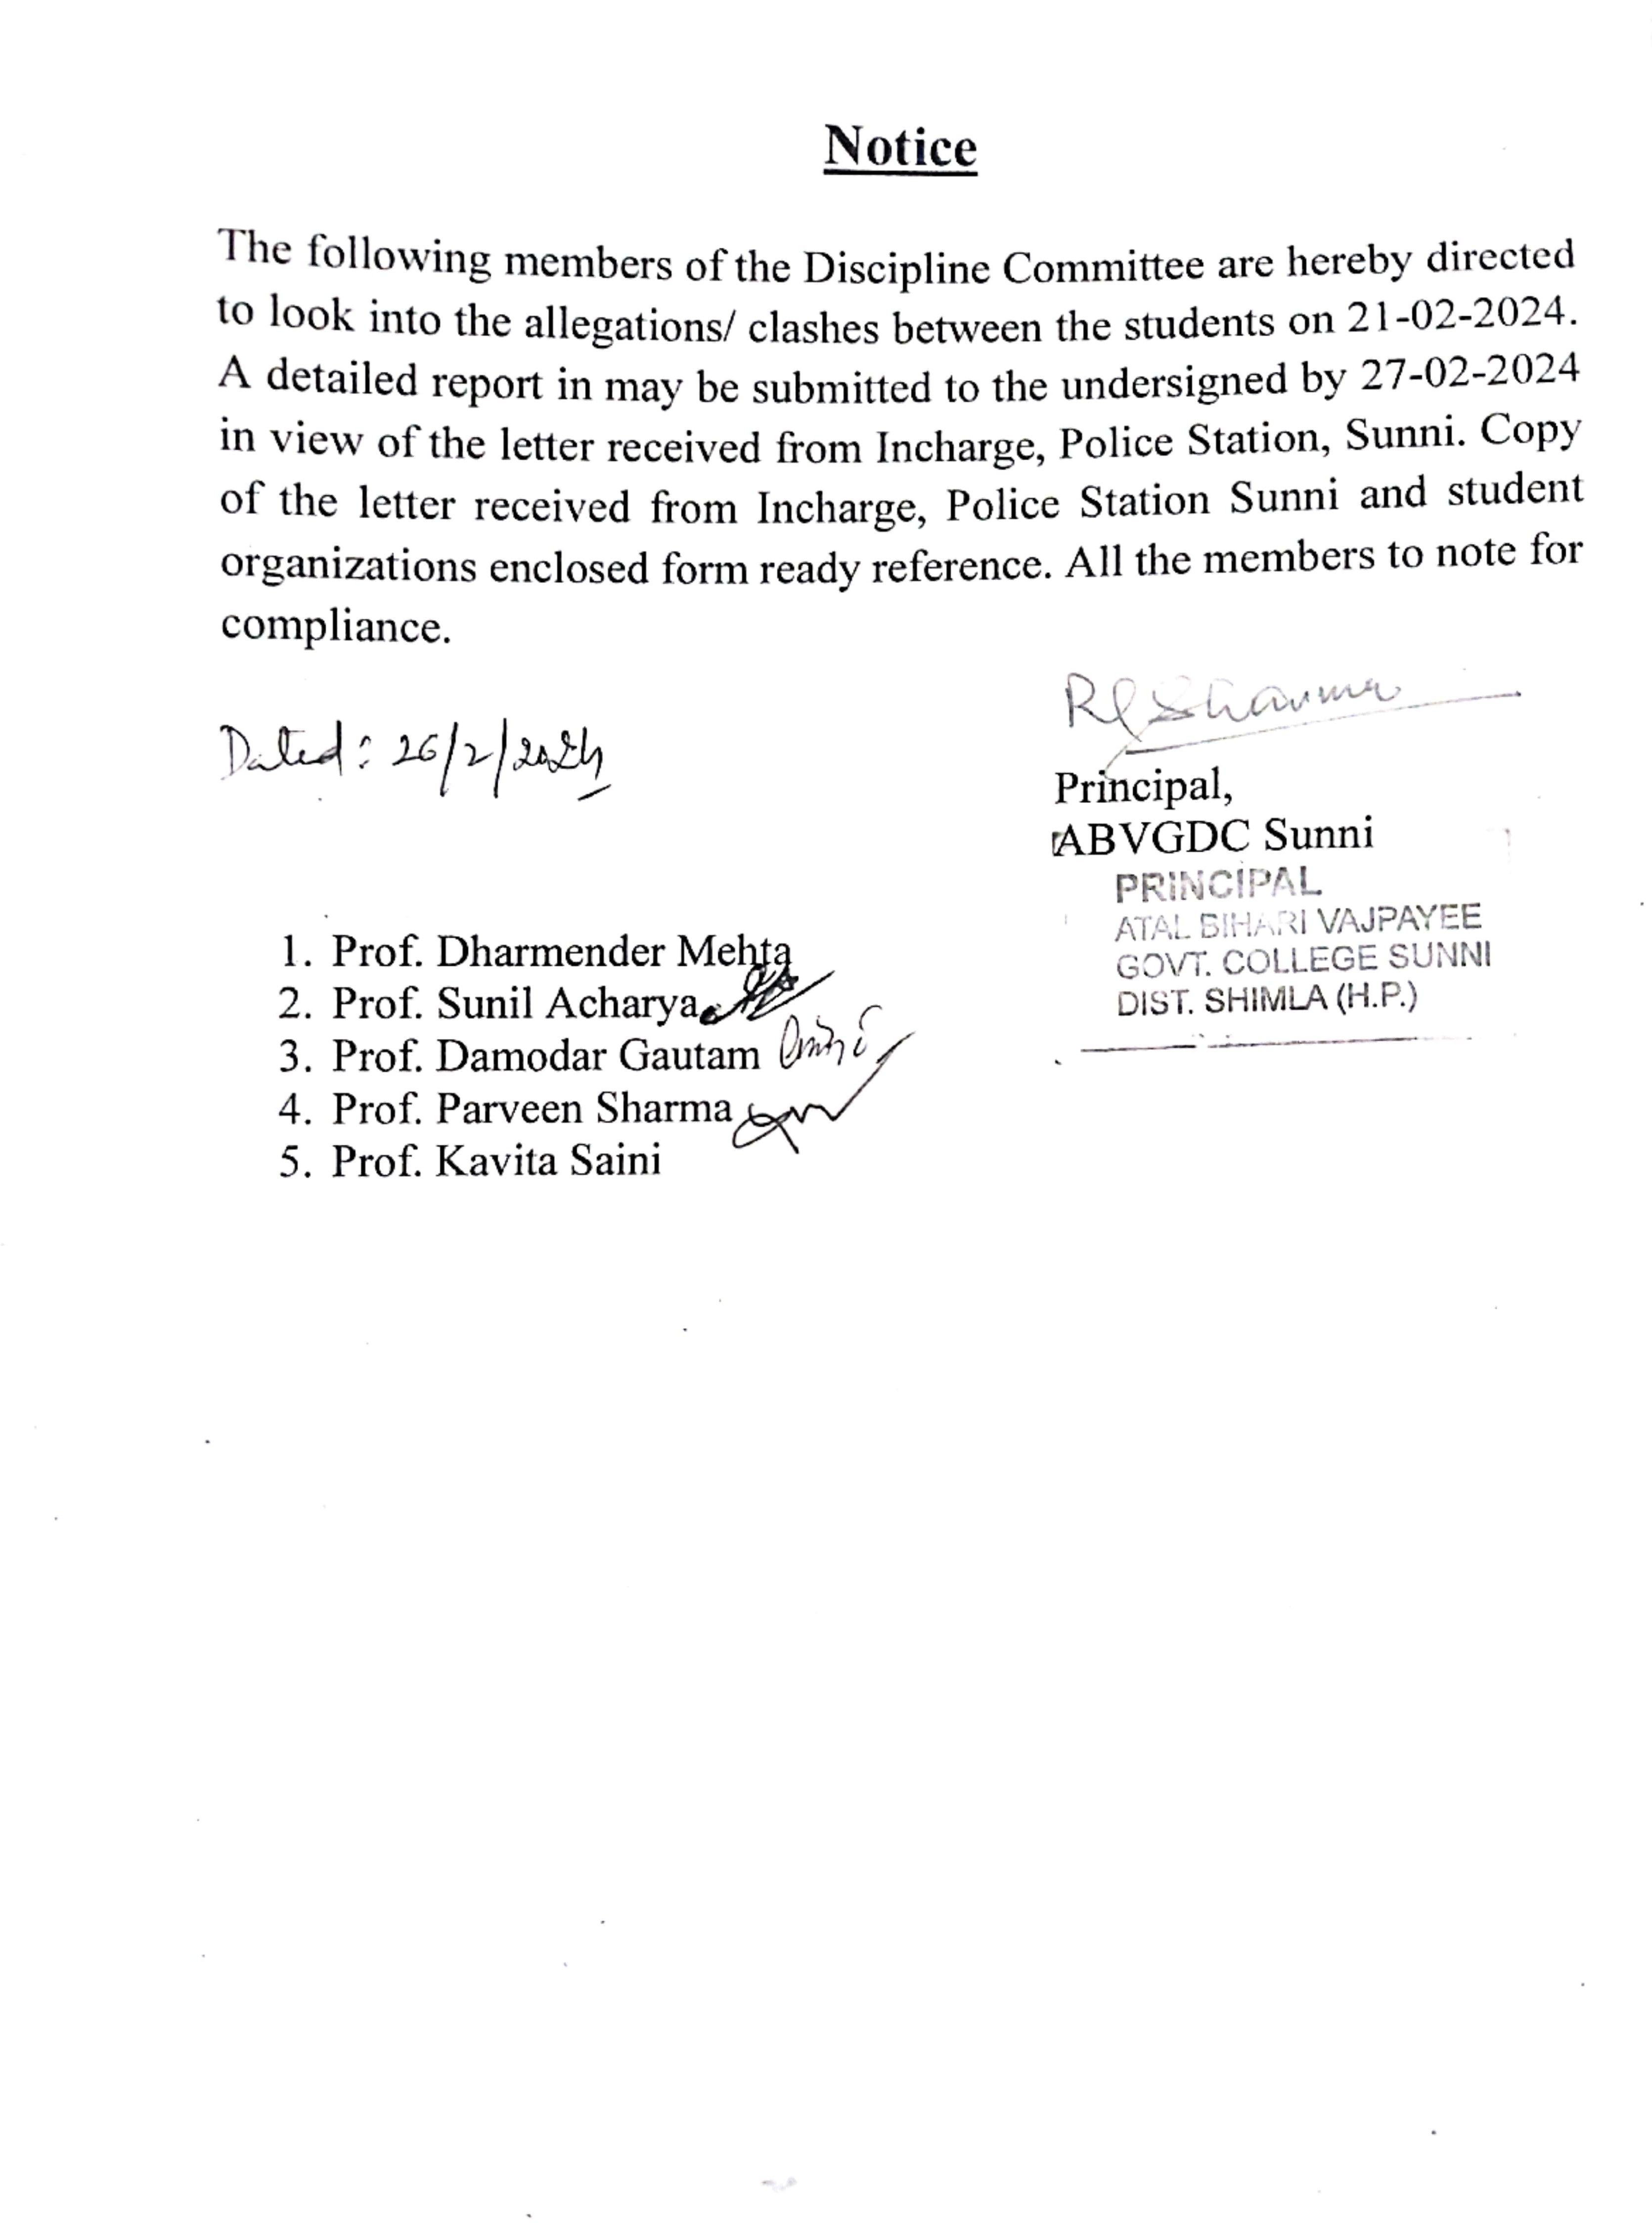 Notice
The following members of the Discipline Committee are hereby directed
to look into the allegations/ clashes between the students on 21-02-2024.
A detailed report in may be submitted to the undersigned by 27-02-2024
in view of the letter received from Incharge, Police Station, Sunni. Copy
of the letter received from Incharge, Police Station Sunni and student
organizations enclosed form ready reference. All the members to note for
compliance.
Dated: 26/2/2024
Sharma
Principal,
ABVGDC Sunni
PRINCIPAL
ATAL BIHARI VAJPAYEE
GOVT. COLLEGE SUNNI
DIST. SHIMLA (H.P.)
1. Prof. Dharmender Mehta
2. Prof. Sunil Acharya
3. Prof. Damodar Gautam
4. Prof. Parveen Sharma
5. Prof. Kavita Saini